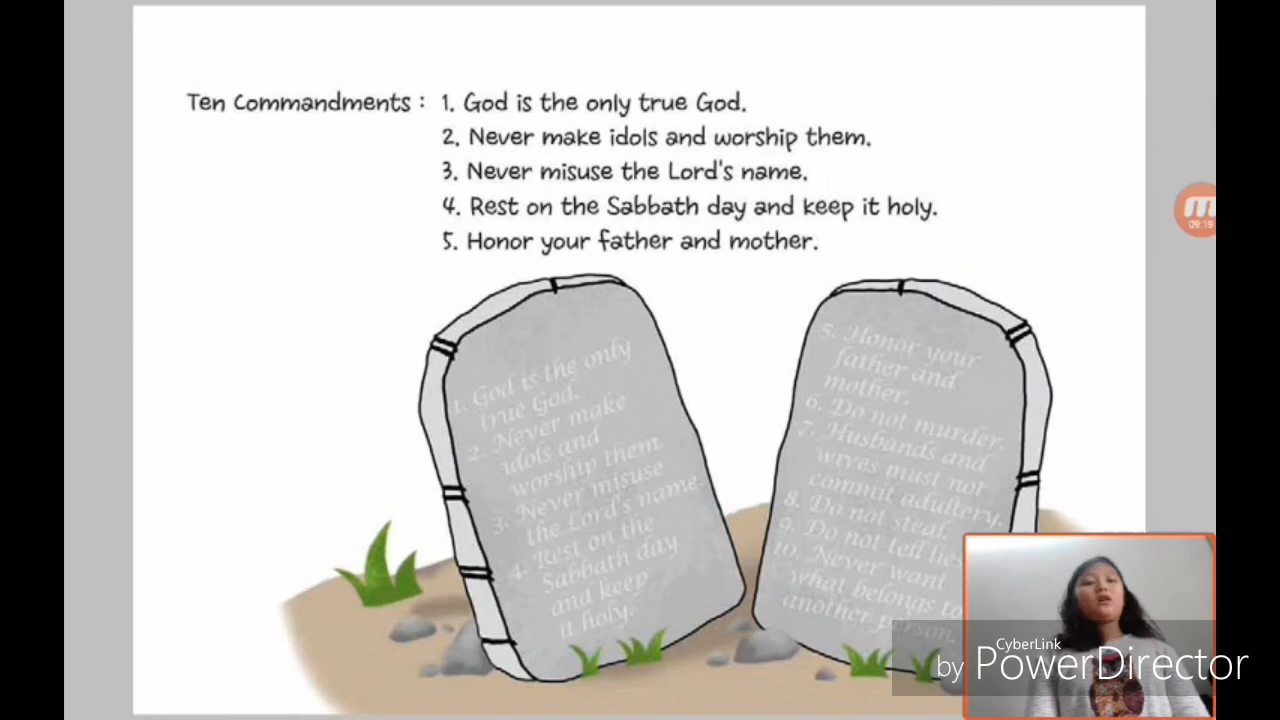 Ten Commandments : 1. God is the only true God.
2. Never make idols and worship them.
3. Never misuse the Lord's name.
4. Rest on the Sabbath day and keep it holy.
5. Honor your father and mother.
1. God is the only
true God.
2. Never make
idols and
worship them.
3. Never misuse
the Lord's name.
4. Rest on the
Sabbath day
and keep
it holy.
5. Honor your
father and
mother.
6. Do not murder.
7. Husbands and
wives must not
commit adultery.
8. Do not steal.
9. Do not tell lies
10. Never want
what belongs to
another person.
09:19
CyberLink
by PowerDirector